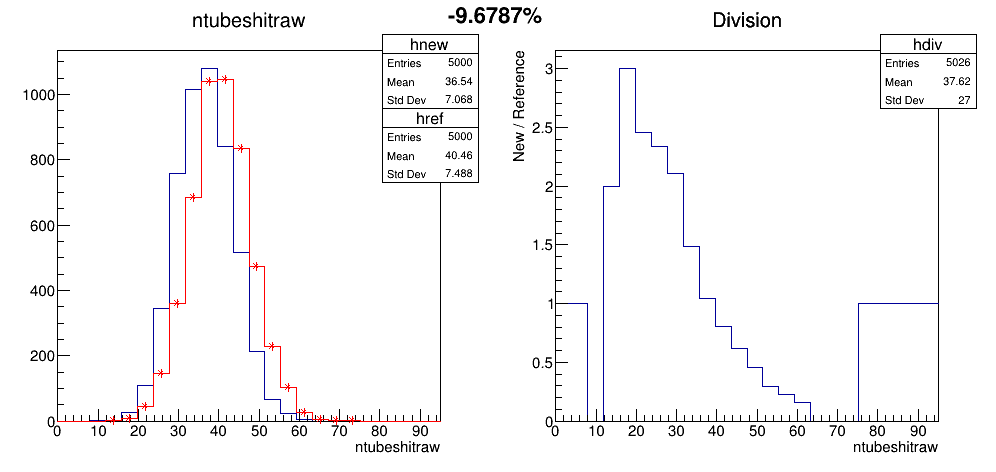 -9.6787%
ntubeshitraw
hnew
Entries 5000
Mean 36.54
Std Dev 7.068
href
Entries 5000
Mean 40.46
Std Dev 7.488
1000
800
600
400
200
0
0 10 20 30 40 50 60 70 80 90
ntubeshitraw
Division
hdiv
Entries 5026
Mean 37.62
Std Dev 27
New / Reference
3
2.5
2
1.5
1
0.5
0
0 10 20 30 40 50 60 70 80 90
ntubeshitraw